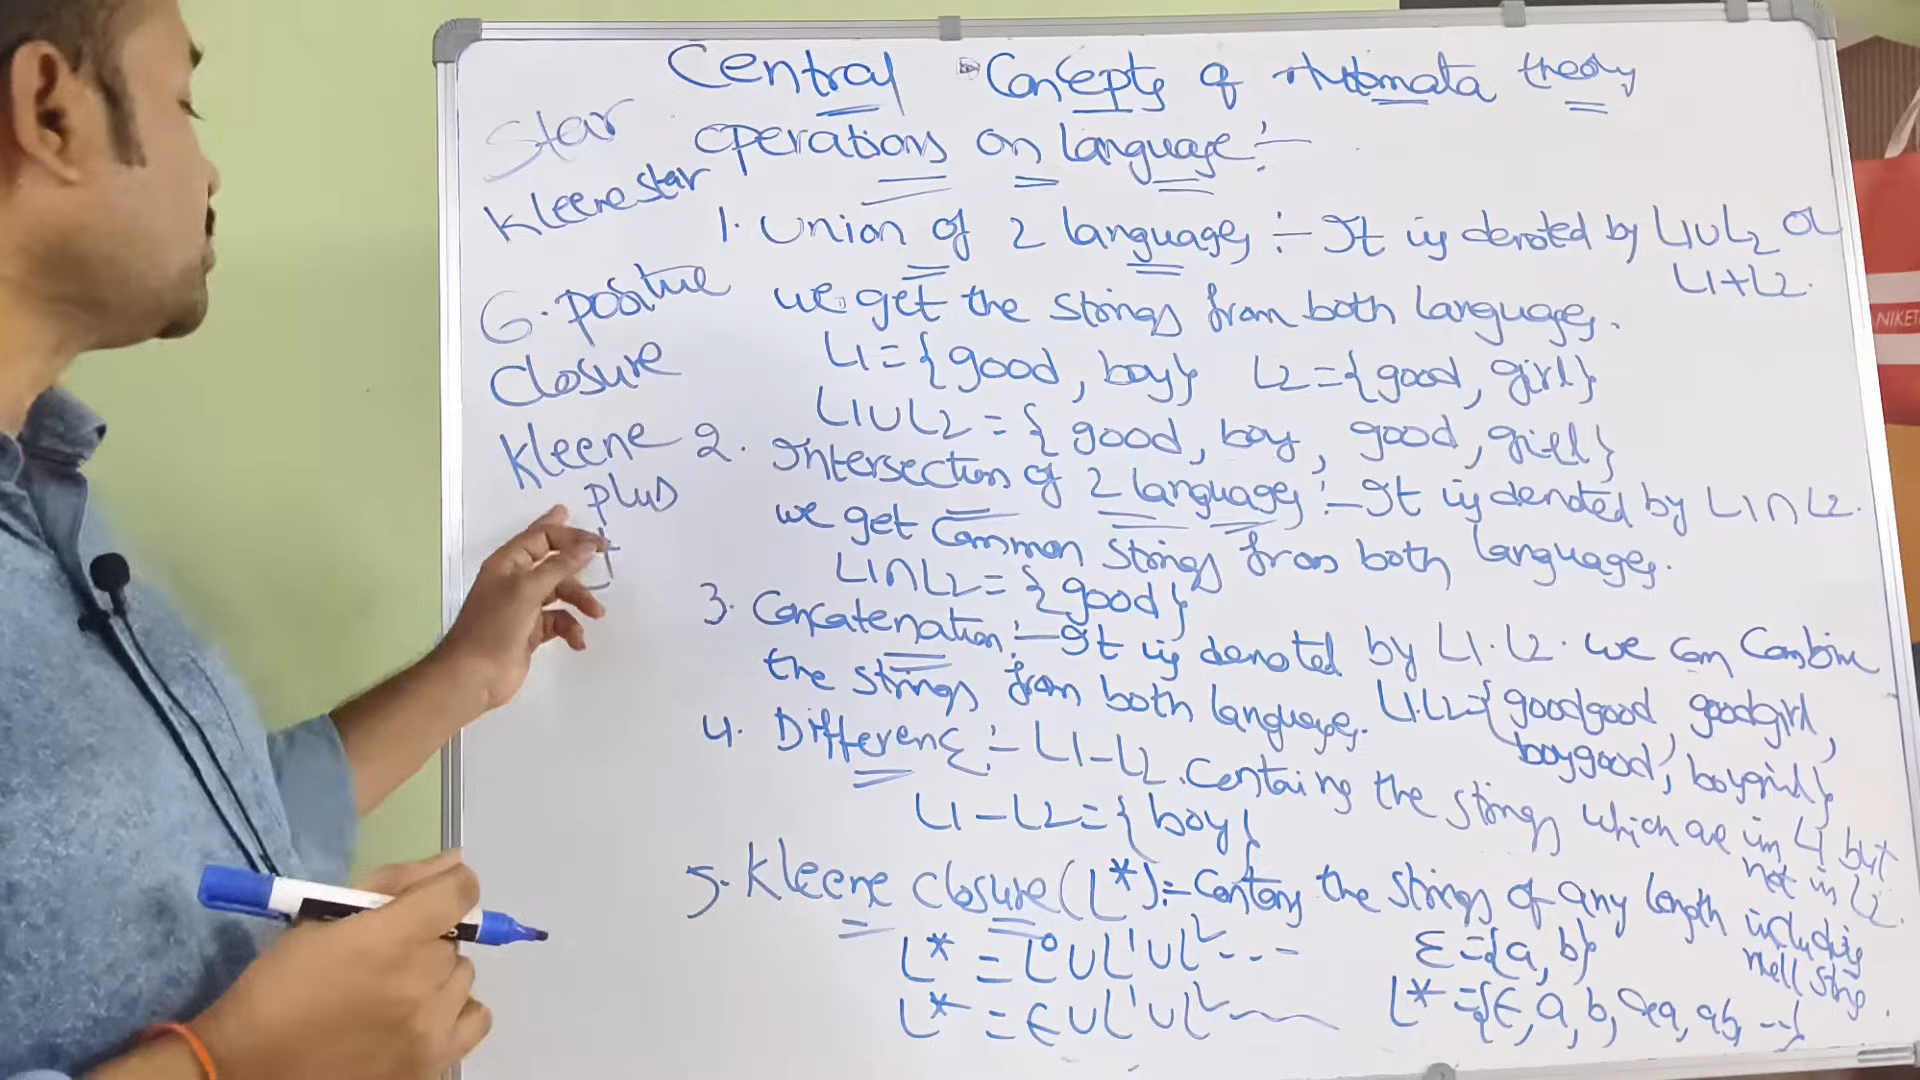 Central Concepts of Automata theory
Star
operations on language :-
Kleene star
1. Union of 2 languages :- It is denoted by L1UL2 or
L1+L2.
6. positive
we get the strings from both languages.
closure
L1={good, boy} L2={good, girl}
L1UL2 = { good, boy, good, girl}
Kleene
plus
+
2. Intersection of 2 languages :- It is denoted by L1∩L2.
we get common strings from both languages.
L1∩L2= {good}
3. Concatenation :- It is denoted by L1.L2. we can combine
the strings from both languages. L1.L2={goodgood, goodgirl,
boygood, boygirl}
4. Difference :- L1-L2. Containing the strings which are in L1 but
not in L2.
L1-L2={boy}
5. Kleene closure (L*):- Contains the strings of any length including
null string.
L* = L⁰UL¹UL²---
Ɛ={a, b}
L* = ϵUL¹UL²
L* ={ϵ, a, b, aa, ab, --}
NIKET